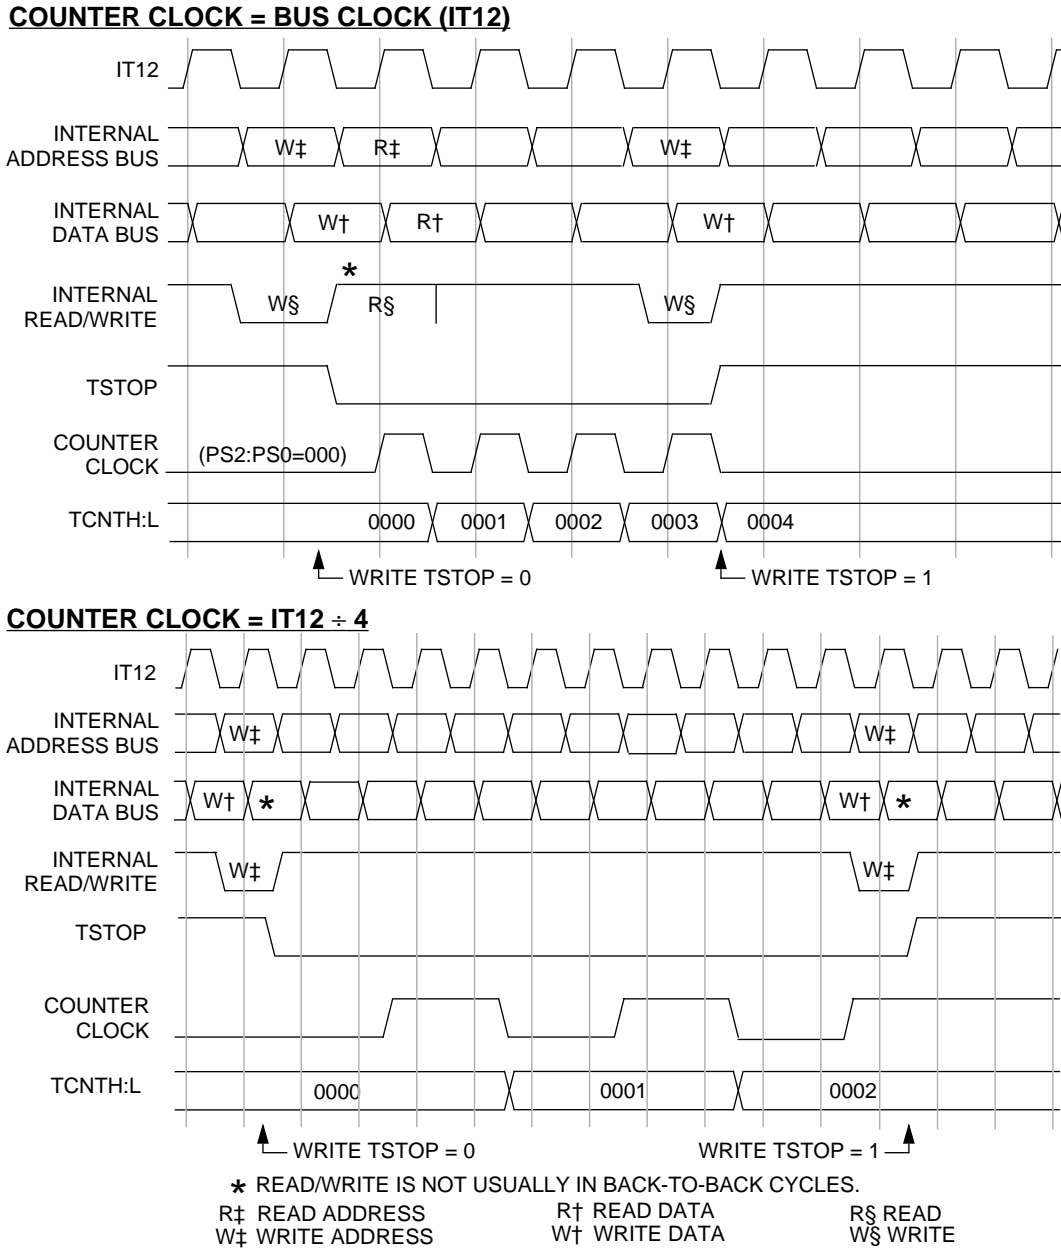 COUNTER CLOCK = BUS CLOCK (IT12)
IT12
INTERNAL
ADDRESS BUS
W‡ R‡ W‡
INTERNAL
DATA BUS
W† R† W†
*
INTERNAL
READ/WRITE
W§ R§ W§
TSTOP
COUNTER
CLOCK
(PS2:PS0=000)
TCNTH:L 0000 0001 0002 0003 0004
WRITE TSTOP = 0 WRITE TSTOP = 1
COUNTER CLOCK = IT12 ÷ 4
IT12
INTERNAL
ADDRESS BUS
W‡ W‡
INTERNAL
DATA BUS
W† * W† *
INTERNAL
READ/WRITE
W‡ W‡
TSTOP
COUNTER
CLOCK
TCNTH:L 0000 0001 0002
WRITE TSTOP = 0 WRITE TSTOP = 1
* READ/WRITE IS NOT USUALLY IN BACK-TO-BACK CYCLES.
R‡ READ ADDRESS R† READ DATA R§ READ
W‡ WRITE ADDRESS W† WRITE DATA W§ WRITE